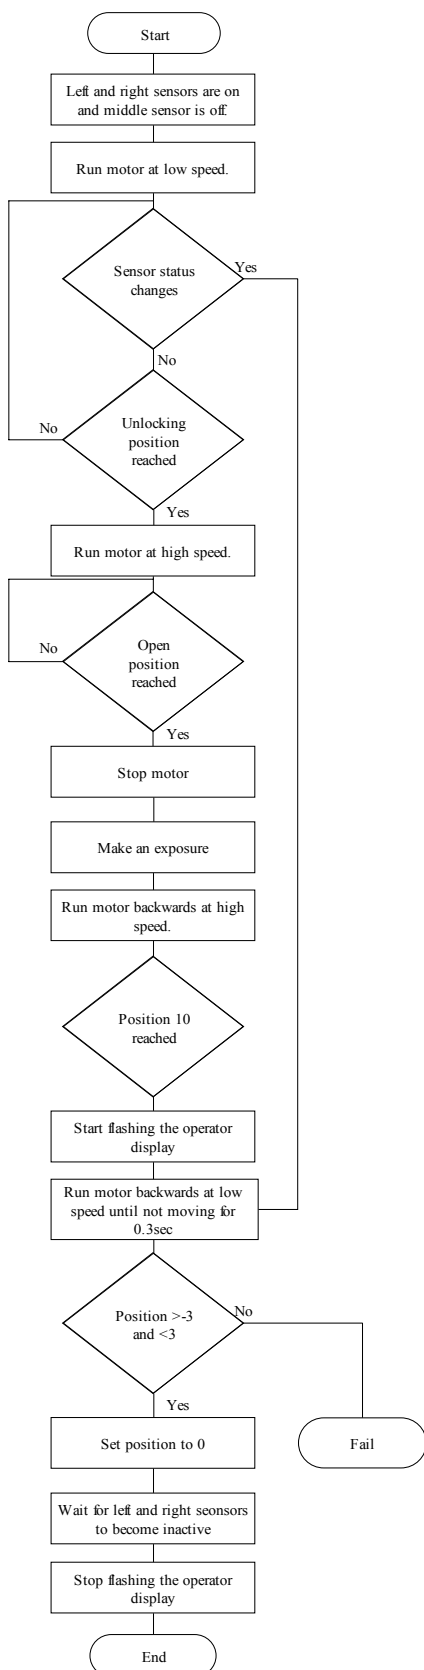 Start
Left and right sensors are on
and middle sensor is off.
Run motor at low speed.
Sensor status
changes
Yes
No
Unlocking
position
reached
No
Yes
Run motor at high speed.
Open
position
reached
No
Yes
Stop motor
Make an exposure
Run motor backwards at high
speed.
Position 10
reached
Start flashing the operator
display
Run motor backwards at low
speed until not moving for
0.3sec
Position >-3
and <3
No
Yes
Set position to 0
Fail
Wait for left and right seonsors
to become inactive
Stop flashing the operator
display
End